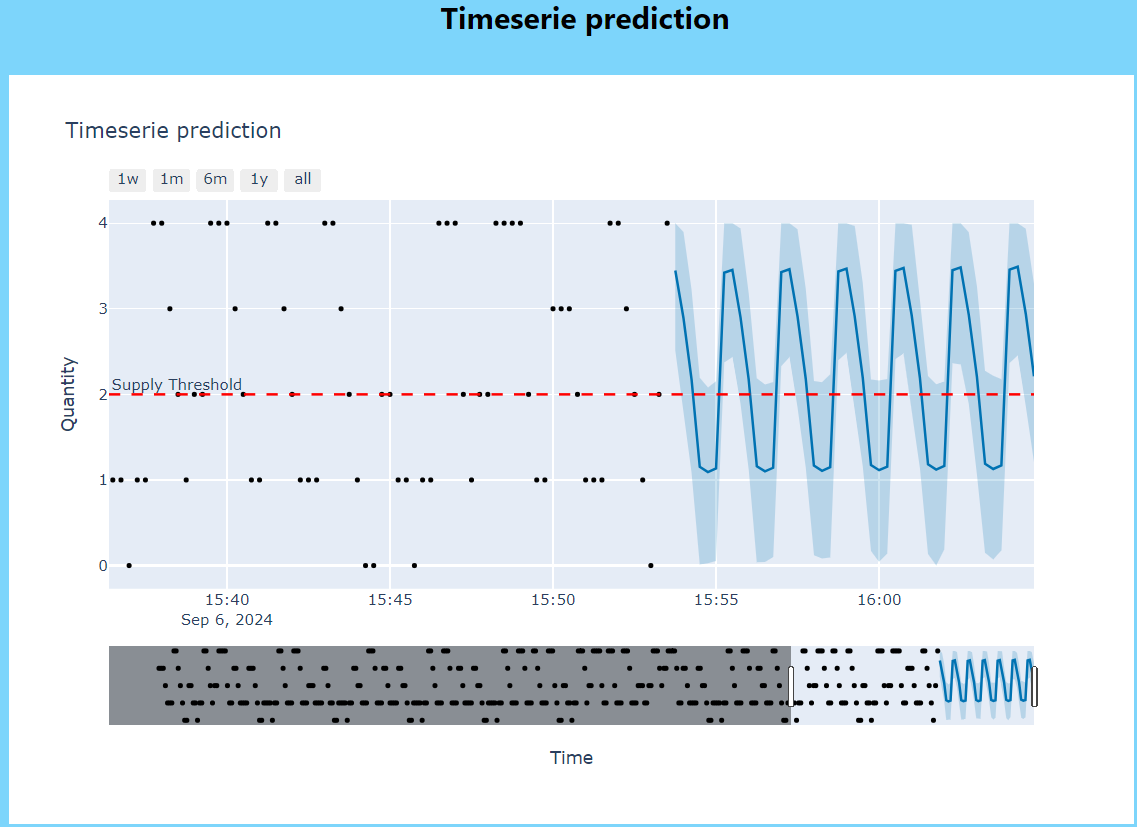 Timeserie prediction
Timeserie prediction
1w 1m 6m 1y all
4
3
Supply Threshold
2
1
0
Quantity
15:40 15:45 15:50 15:55 16:00
Sep 6, 2024
Time